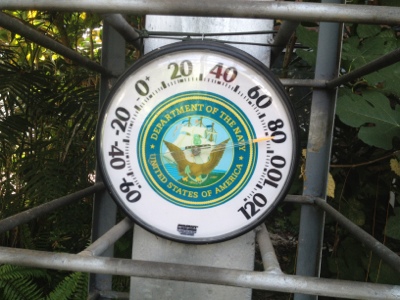 -60 -40 -20 0+ 20 40 60 80 100 120
DEPARTMENT OF THE NAVY
UNITED STATES OF AMERICA